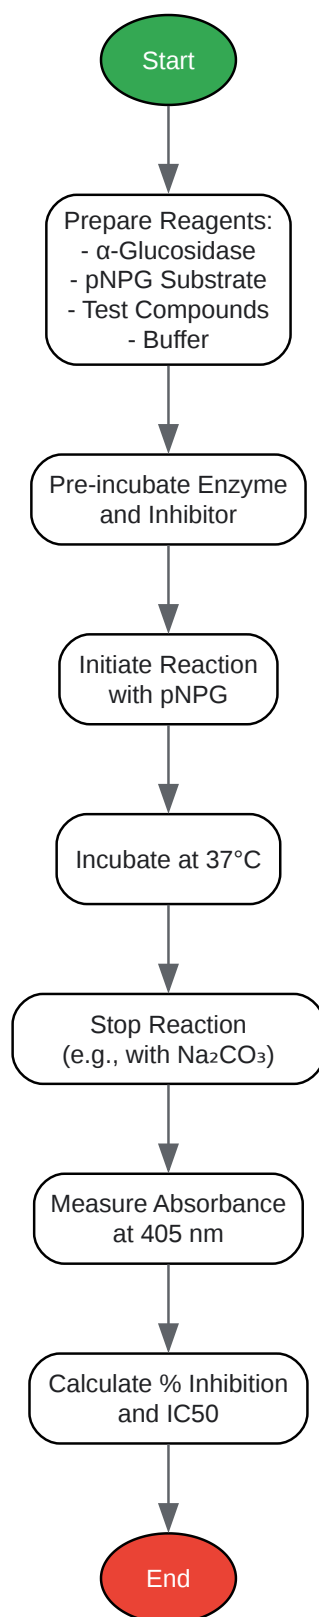 Start
Prepare Reagents:
- α-Glucosidase
- pNPG Substrate
- Test Compounds
- Buffer
Pre-incubate Enzyme
and Inhibitor
Initiate Reaction
with pNPG
Incubate at 37°C
Stop Reaction
(e.g., with Na₂CO₃)
Measure Absorbance
at 405 nm
Calculate % Inhibition
and IC50
End